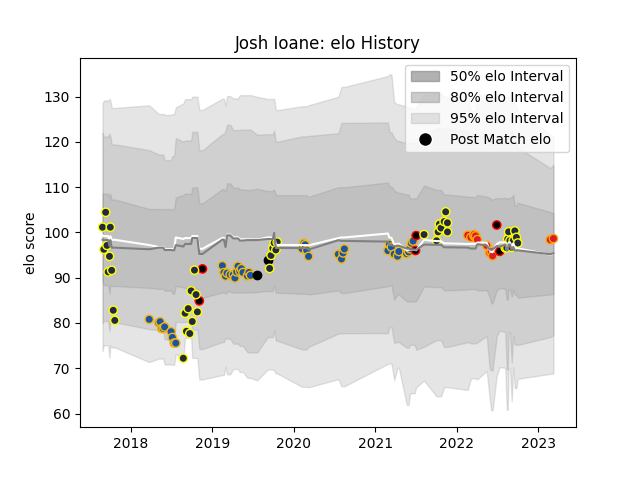 Josh Ioane: elo History
50% elo Interval
80% elo Interval
95% elo Interval
Post Match elo
elo score
130
120
110
100
90
80
70
60
2018
2019
2020
2021
2022
2023